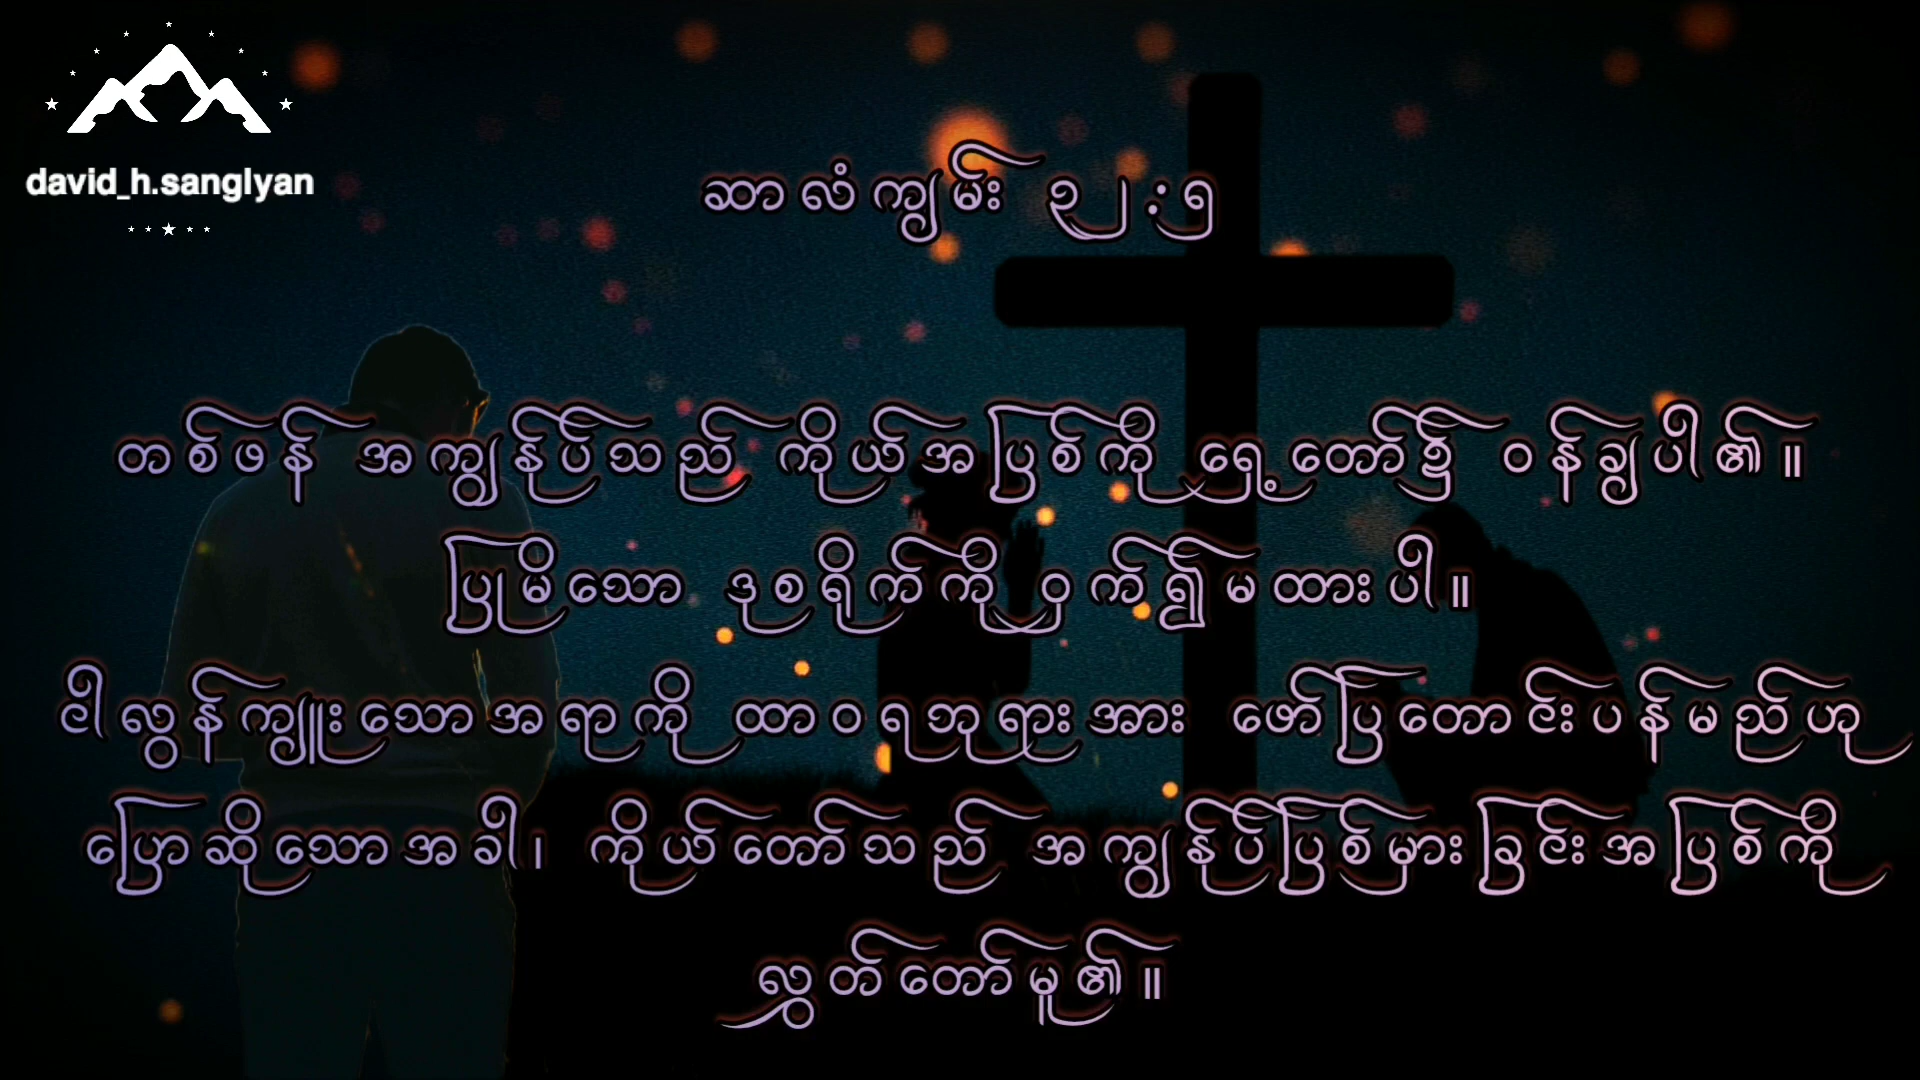 david_h.sanglyan
ဆာလံကျမ်း ၃၂:၅
တစ်ဖန် အကျွန်ုပ်သည် ကိုယ်အပြစ်ကို ရှေ့တော်၌ ဝန်ချပါ၏။
ပြုမိသော ဒုစရိုက်ကို ဝှက်၍မထားပါ။
ငါလွန်ကျူးသောအရာကို ထာဝရဘုရားအား ဖော်ပြတောင်းပန်မည်ဟု
ပြောဆိုသောအခါ၊ ကိုယ်တော်သည် အကျွန်ုပ်ပြစ်မှားခြင်းအပြစ်ကို
လွှတ်တော်မူ၏။